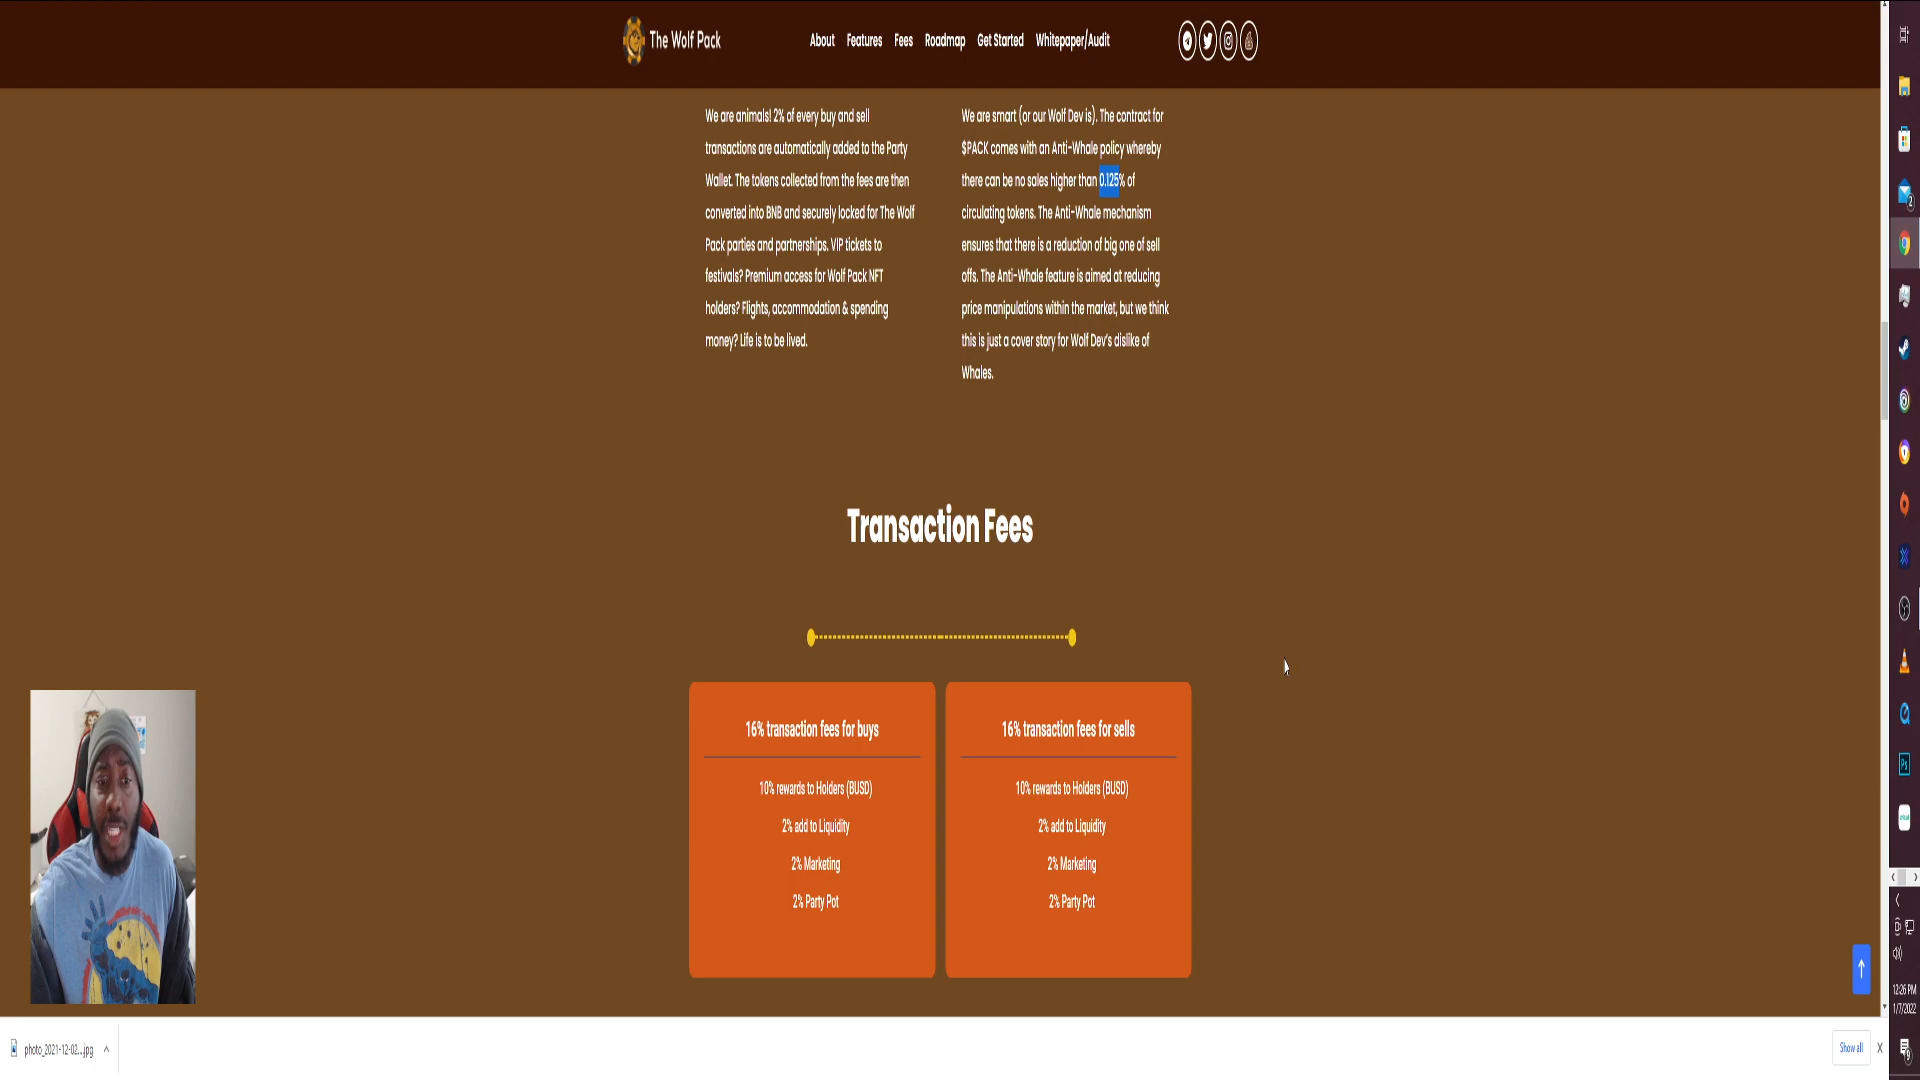 The Wolf Pack
About Features Fees Roadmap Get Started Whitepaper/Audit
We are animals! 2% of every buy and sell
transactions are automatically added to the Party
Wallet. The tokens collected from the fees are then
converted into BNB and securely locked for The Wolf
Pack parties and partnerships. VIP tickets to
festivals? Premium access for Wolf Pack NFT
holders? Flights, accommodation & spending
money? Life is to be lived.
We are smart (or our Wolf Dev is). The contract for
$PACK comes with an Anti-Whale policy whereby
there can be no sales higher than 0.125% of
circulating tokens. The Anti-Whale mechanism
ensures that there is a reduction of big one of sell
offs. The Anti-Whale feature is aimed at reducing
price manipulations within the market, but we think
this is just a cover story for Wolf Dev's dislike of
Whales.
Transaction Fees
16% transaction fees for buys
10% rewards to Holders (BUSD)
2% add to Liquidity
2% Marketing
2% Party Pot
16% transaction fees for sells
10% rewards to Holders (BUSD)
2% add to Liquidity
2% Marketing
2% Party Pot
2
Ps
12:26 PM
1/7/2022
photo_2021-12-02....jpg
Show all
X